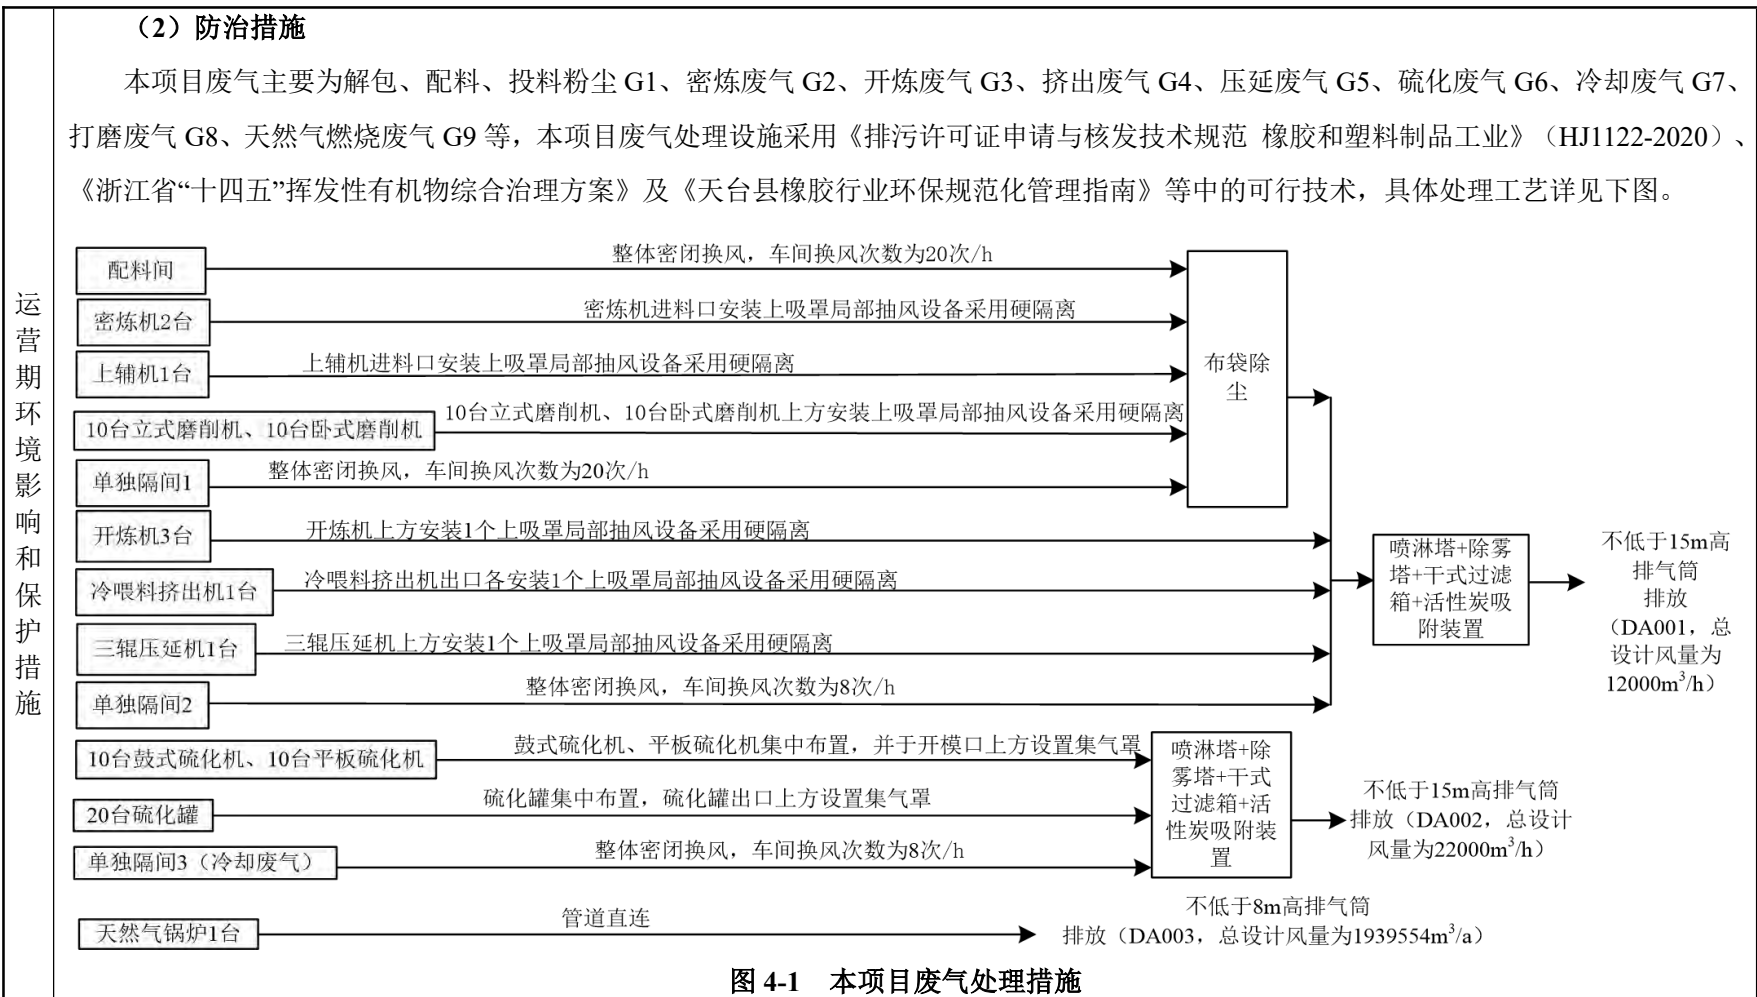 （2）防治措施
本项目废气主要为解包、配料、投料粉尘 G1、密炼废气 G2、开炼废气 G3、挤出废气 G4、压延废气 G5、硫化废气 G6、冷却废气 G7、
打磨废气 G8、天然气燃烧废气 G9 等，本项目废气处理设施采用《排污许可证申请与核发技术规范 橡胶和塑料制品工业》（HJ1122-2020）、
《浙江省“十四五”挥发性有机物综合治理方案》及《天台县橡胶行业环保规范化管理指南》等中的可行技术，具体处理工艺详见下图。
运
营
期
环
境
影
响
和
保
护
措
施
配料间
整体密闭换风，车间换风次数为20次/h
密炼机2台
密炼机进料口安装上吸罩局部抽风设备采用硬隔离
上辅机1台
上辅机进料口安装上吸罩局部抽风设备采用硬隔离
10台立式磨削机、10台卧式磨削机
10台立式磨削机、10台卧式磨削机上方安装上吸罩局部抽风设备采用硬隔离
单独隔间1
整体密闭换风，车间换风次数为20次/h
布袋除
尘
开炼机3台
开炼机上方安装1个上吸罩局部抽风设备采用硬隔离
冷喂料挤出机1台
冷喂料挤出机出口各安装1个上吸罩局部抽风设备采用硬隔离
三辊压延机1台
三辊压延机上方安装1个上吸罩局部抽风设备采用硬隔离
单独隔间2
整体密闭换风，车间换风次数为8次/h
喷淋塔+除雾
塔+干式过滤
箱+活性炭吸
附装置
不低于15m高
排气筒
排放
（DA001，总
设计风量为
12000m³/h）
10台鼓式硫化机、10台平板硫化机
鼓式硫化机、平板硫化机集中布置，并于开模口上方设置集气罩
20台硫化罐
硫化罐集中布置，硫化罐出口上方设置集气罩
单独隔间3（冷却废气）
整体密闭换风，车间换风次数为8次/h
喷淋塔+除
雾塔+干式
过滤箱+活
性炭吸附装
置
不低于15m高排气筒
排放（DA002，总设计
风量为22000m³/h）
天然气锅炉1台
管道直连
不低于8m高排气筒
排放（DA003，总设计风量为1939554m³/a）
图 4-1 本项目废气处理措施